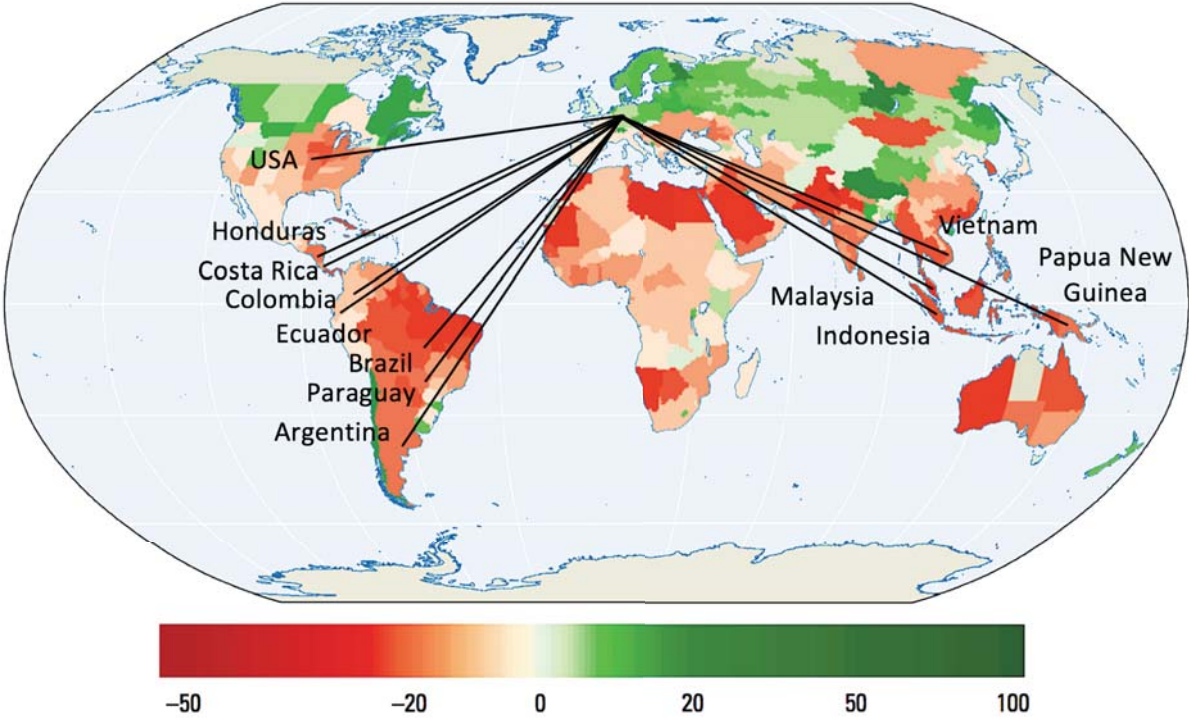 USA
Honduras
Costa Rica
Colombia
Ecuador
Brazil
Paraguay
Argentina
Vietnam
Papua New
Guinea
Malaysia
Indonesia
−50 −20 0 20 50 100